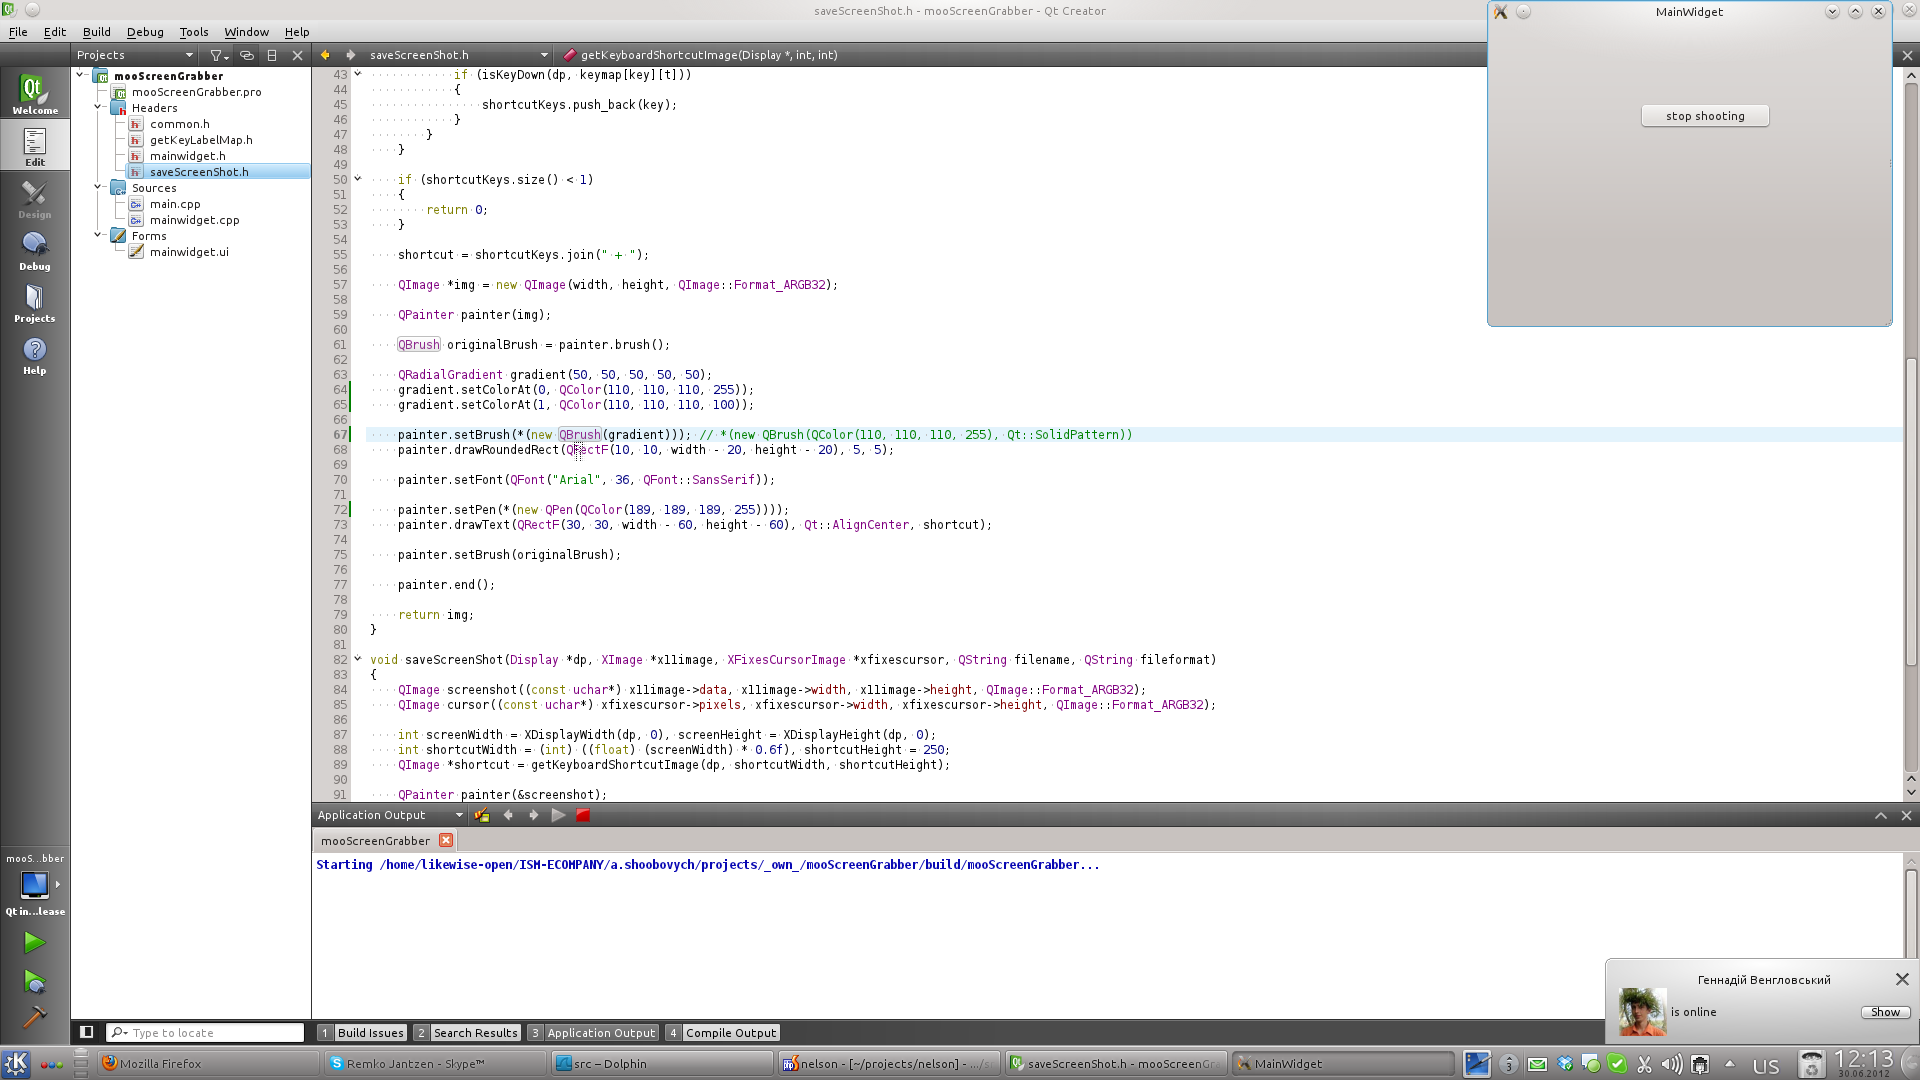 saveScreenShot.h - mooScreenGrabber - Qt Creator
MainWidget
File Edit Build Debug Tools Window Help
Projects
saveScreenShot.h
getKeyboardShortcutImage(Display *, int, int)
Welcome
Edit
Design
Debug
Projects
Help
mooS...bber
Qt in...lease
mooScreenGrabber
mooScreenGrabber.pro
Headers
common.h
getKeyLabelMap.h
mainwidget.h
saveScreenShot.h
Sources
main.cpp
mainwidget.cpp
Forms
mainwidget.ui
43 if (isKeyDown(dp, keymap[key][t]))
44 {
45 shortcutKeys.push_back(key);
46 }
47 }
48 }
49
50 if (shortcutKeys.size() < 1)
51 {
52 return 0;
53 }
54
55 shortcut = shortcutKeys.join(" + ");
56
57 QImage *img = new QImage(width, height, QImage::Format_ARGB32);
58
59 QPainter painter(img);
60
61 QBrush originalBrush = painter.brush();
62
63 QRadialGradient gradient(50, 50, 50, 50, 50);
64 gradient.setColorAt(0, QColor(110, 110, 110, 255));
65 gradient.setColorAt(1, QColor(110, 110, 110, 100));
66
67 painter.setBrush(*(new QBrush(gradient))); // *(new QBrush(QColor(110, 110, 110, 255), Qt::SolidPattern))
68 painter.drawRoundedRect(QRectF(10, 10, width - 20, height - 20), 5, 5);
69
70 painter.setFont(QFont("Arial", 36, QFont::SansSerif));
71
72 painter.setPen(*(new QPen(QColor(189, 189, 189, 255))));
73 painter.drawText(QRectF(30, 30, width - 60, height - 60), Qt::AlignCenter, shortcut);
74
75 painter.setBrush(originalBrush);
76
77 painter.end();
78
79 return img;
80 }
81
82 void saveScreenShot(Display *dp, XImage *x11image, XFixesCursorImage *xfixescursor, QString filename, QString fileformat)
83 {
84 QImage screenshot((const uchar*) x11image->data, x11image->width, x11image->height, QImage::Format_ARGB32);
85 QImage cursor((const uchar*) xfixescursor->pixels, xfixescursor->width, xfixescursor->height, QImage::Format_ARGB32);
86
87 int screenWidth = XDisplayWidth(dp, 0), screenHeight = XDisplayHeight(dp, 0);
88 int shortcutWidth = (int) ((float) (screenWidth) * 0.6f), shortcutHeight = 250;
89 QImage *shortcut = getKeyboardShortcutImage(dp, shortcutWidth, shortcutHeight);
90
91 QPainter painter(&screenshot);
stop shooting
Application Output
mooScreenGrabber
Starting /home/likewise-open/ISM-ECOMPANY/a.shoobovych/projects/_own_/mooScreenGrabber/build/mooScreenGrabber...
Геннадій Венгловський
is online
Show
Type to locate
1 Build Issues 2 Search Results 3 Application Output 4 Compile Output
Mozilla Firefox
Remko Jantzen - Skype™
src – Dolphin
nelson - [~/projects/nelson] - .../s
saveScreenShot.h - mooScreenGr
MainWidget
3
US
12:13
30.06.2012